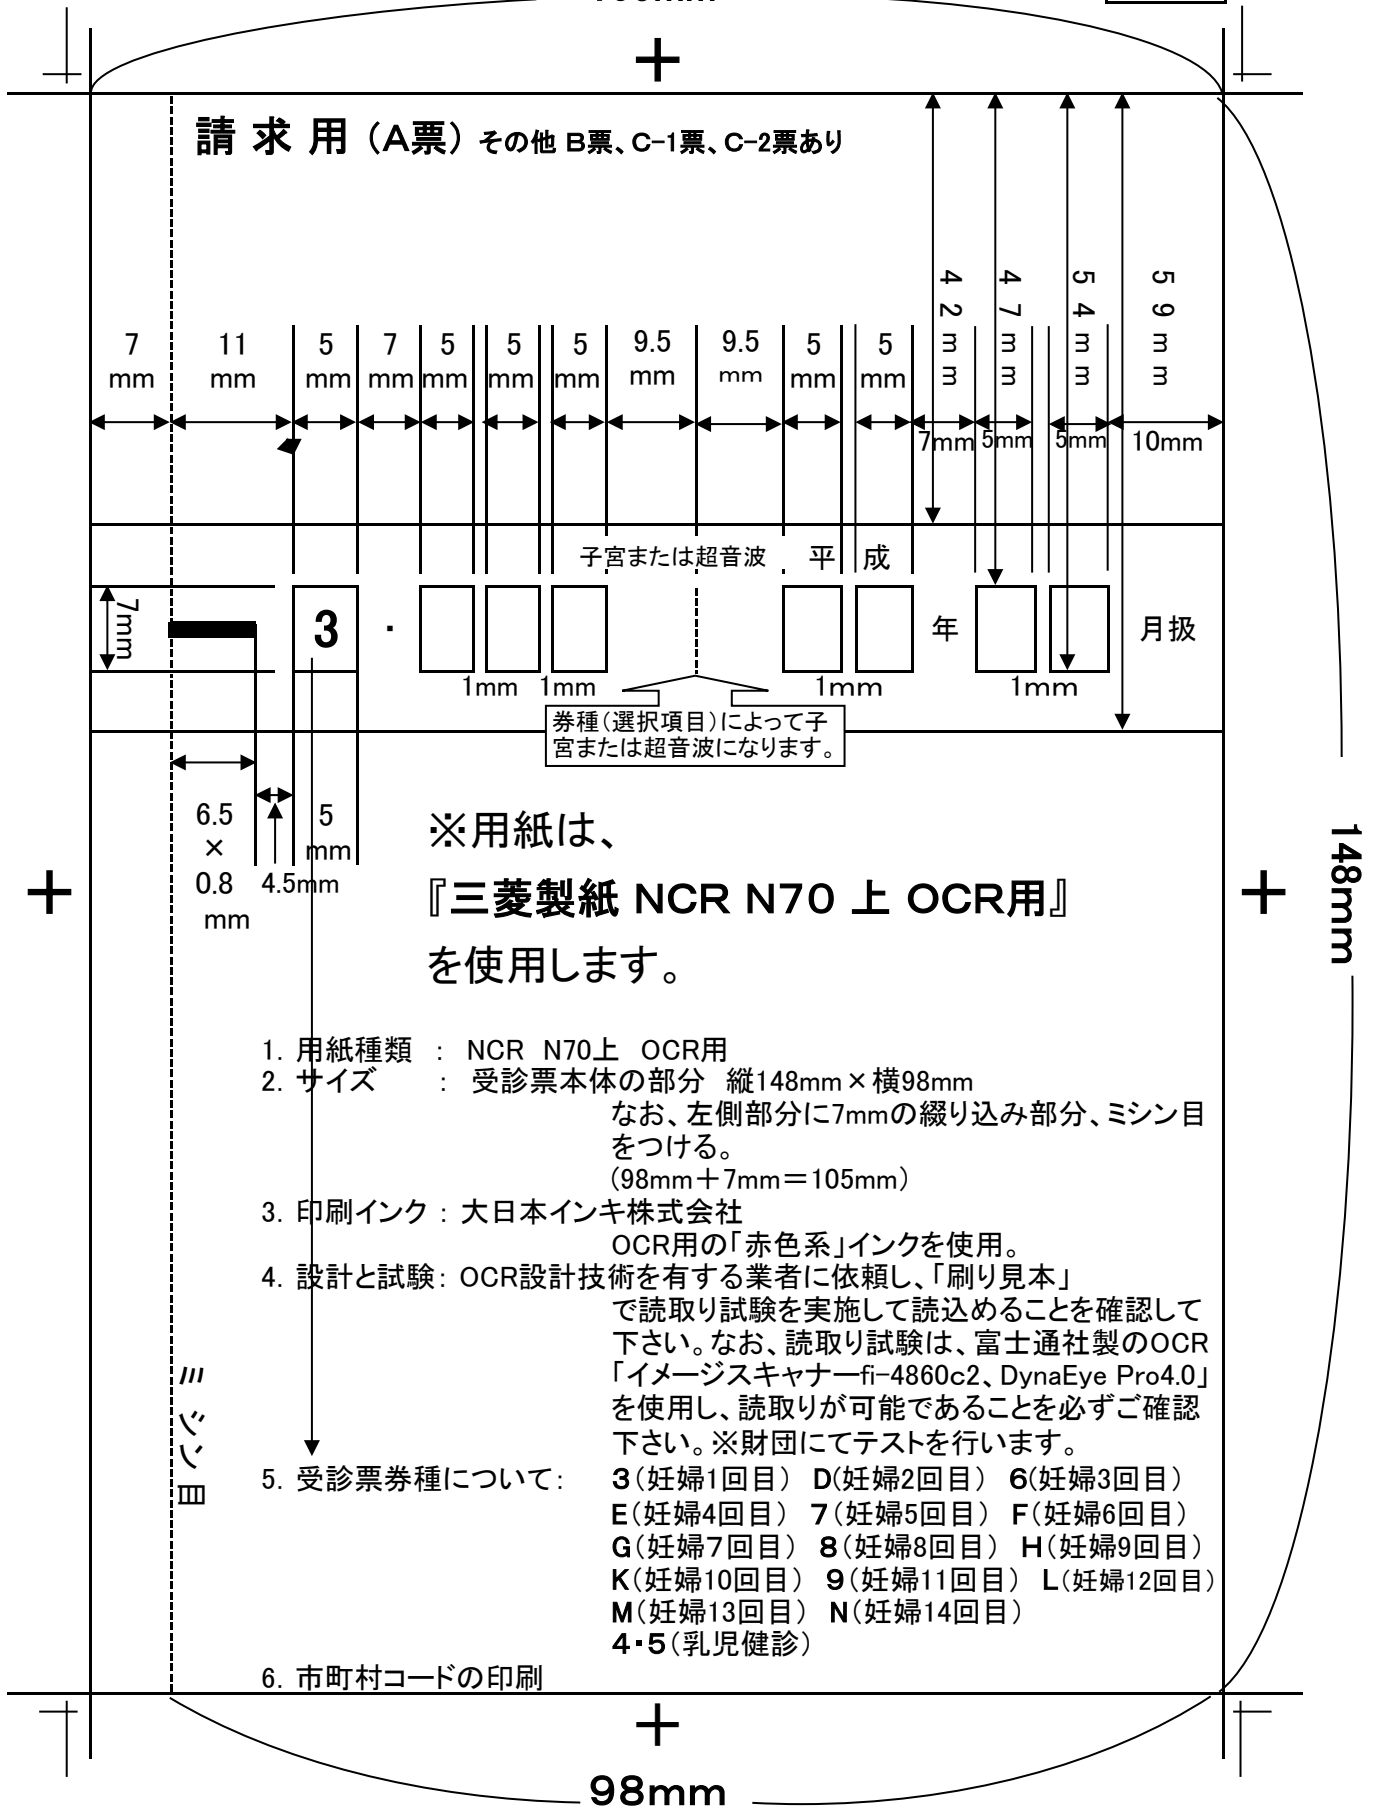 請 求 用 （A票） その他 B票、C-1票、C-2票あり
42mm 47mm 54mm 59mm
7 11 5 7 5 5 5 9.5 9.5 5 5
mm mm mm mm mm mm mm mm mm mm mm
7mm 5mm 5mm 10mm
子宮または超音波 平 成
7mm 3 ・ 年 月扱
1mm 1mm 1mm 1mm
券種（選択項目）によって子
宮または超音波になります。
6.5 5
× mm
0.8 4.5mm
mm
※用紙は、
『三菱製紙 NCR N70 上 OCR用』
を使用します。
148mm
1. 用紙種類 ： NCR N70上 OCR用
2. サイズ ： 受診票本体の部分 縦148mm×横98mm
なお、左側部分に7mmの綴り込み部分、ミシン目
をつける。
（98mm＋7mm＝105mm）
3. 印刷インク ： 大日本インキ株式会社
OCR用の「赤色系」インクを使用。
4. 設計と試験： OCR設計技術を有する業者に依頼し、「刷り見本」
で読取り試験を実施して読込めることを確認して
下さい。なお、読取り試験は、富士通社製のOCR
「イメージスキャナーfi-4860c2、DynaEye Pro4.0」
を使用し、読取りが可能であることを必ずご確認
下さい。※財団にてテストを行います。
ミシン目
5. 受診票券種について： 3（妊婦1回目） D(妊婦2回目） 6(妊婦3回目）
E（妊婦4回目） 7（妊婦5回目） F（妊婦6回目）
G（妊婦7回目） 8（妊婦8回目） H（妊婦9回目）
K（妊婦10回目） 9（妊婦11回目） L（妊婦12回目）
M（妊婦13回目） N（妊婦14回目）
4・5（乳児健診）
6. 市町村コードの印刷
98mm